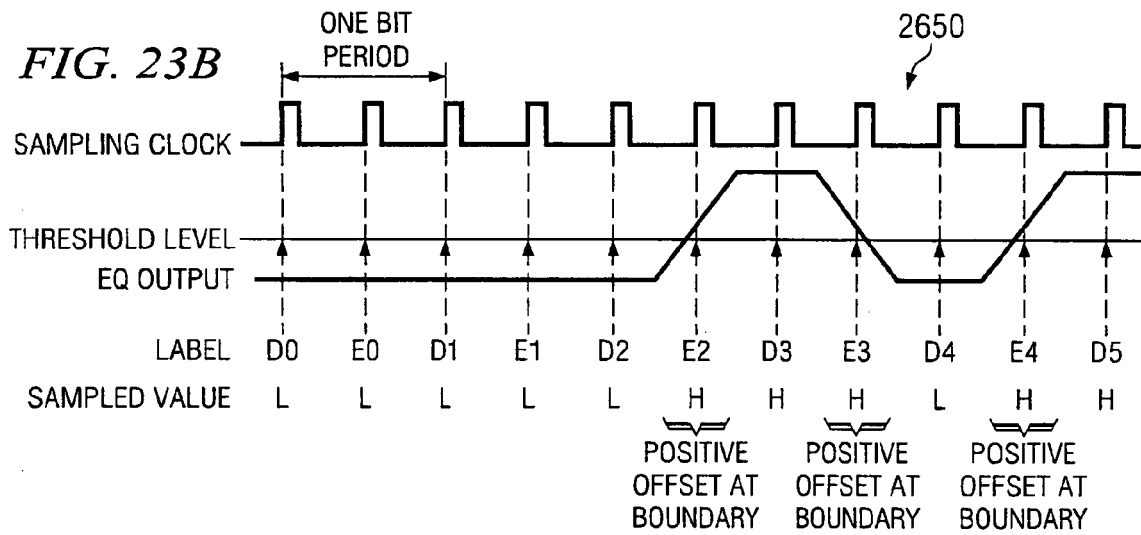 FIG. 23B
ONE BIT
PERIOD
2650
SAMPLING CLOCK
THRESHOLD LEVEL
EQ OUTPUT
LABEL D0 E0 D1 E1 D2 E2 D3 E3 D4 E4 D5
SAMPLED VALUE L L L L L H H H L H H
POSITIVE POSITIVE POSITIVE
OFFSET AT OFFSET AT OFFSET AT
BOUNDARY BOUNDARY BOUNDARY